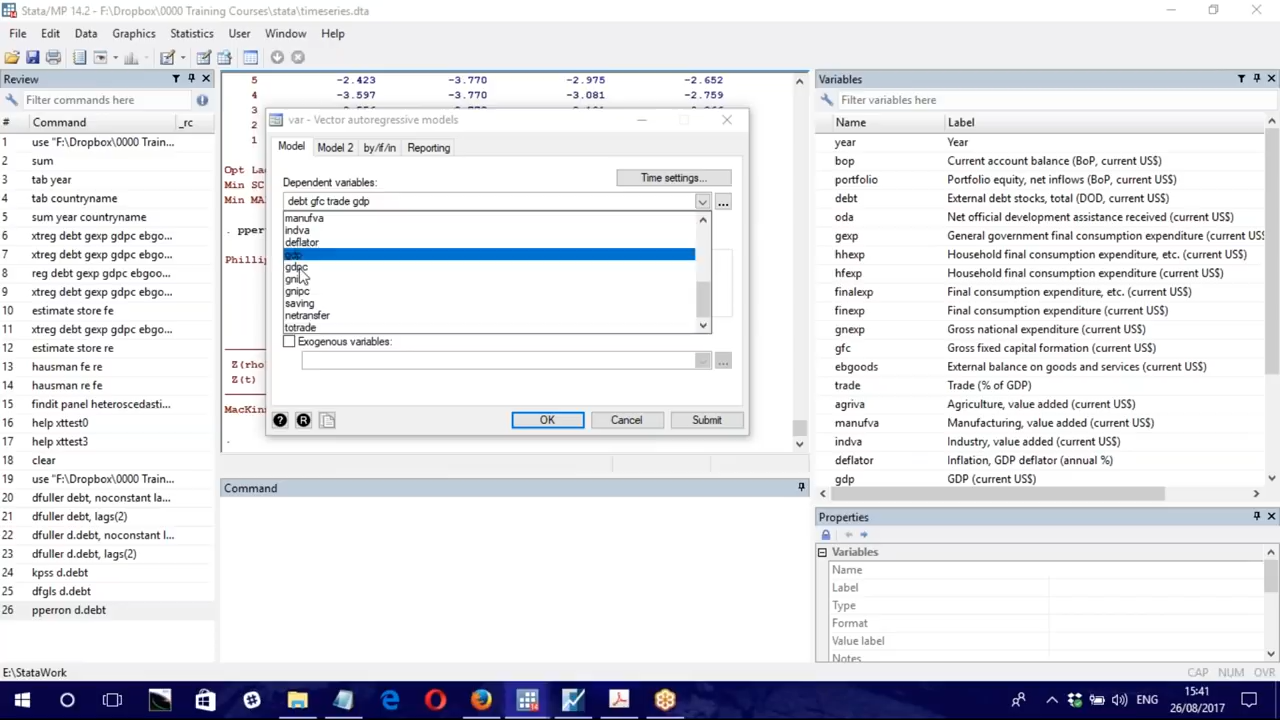 Stata/MP 14.2 - F:\Dropbox\0000 Training Courses\stata\timeseries.dta
File Edit Data Graphics Statistics User Window Help
Review
Filter commands here
# Command _rc
1 use "F:\Dropbox\0000 Train...
2 sum
3 tab year
4 tab countryname
5 sum year countryname
6 xtreg debt gexp gdpc ebgo...
7 xtreg debt gexp gdpc ebgo...
8 reg debt gexp gdpc ebgoo...
9 xtreg debt gexp gdpc ebgo...
10 estimate store fe
11 xtreg debt gexp gdpc ebgo...
12 estimate store re
13 hausman fe re
14 hausman re fe
15 findit panel heteroscedasti...
16 help xttest0
17 help xttest3
18 clear
19 use "F:\Dropbox\0000 Train...
20 dfuller debt, noconstant la...
21 dfuller debt, lags(2)
22 dfuller d.debt, noconstant l...
23 dfuller d.debt, lags(2)
24 kpss d.debt
25 dfgls d.debt
26 pperron d.debt
5 -2.423 -3.770 -2.975 -2.652
4 -3.597 -3.770 -3.081 -2.759
3
2
1
Opt La
Min SC
Min MA
. ppe
Phillip
Z(rho
Z(t)
MacKin
.
var - Vector autoregressive models
Model Model 2 by/if/in Reporting
Time settings...
Dependent variables:
debt gfc trade gdp
...
manufva
indva
deflator
gdp
gdpc
gnipc
saving
netransfer
totrade
Exogenous variables:
...
? R
OK Cancel Submit
Command
Variables
Filter variables here
Name Label
year Year
bop Current account balance (BoP, current US$)
portfolio Portfolio equity, net inflows (BoP, current US$)
debt External debt stocks, total (DOD, current US$)
oda Net official development assistance received (current US$)
gexp General government final consumption expenditure (current US$)
hhexp Household final consumption expenditure, etc. (current US$)
hfexp Household final consumption expenditure (current US$)
finalexp Final consumption expenditure, etc. (current US$)
finexp Final consumption expenditure (current US$)
gnexp Gross national expenditure (current US$)
gfc Gross fixed capital formation (current US$)
ebgoods External balance on goods and services (current US$)
trade Trade (% of GDP)
agriva Agriculture, value added (current US$)
manufva Manufacturing, value added (current US$)
indva Industry, value added (current US$)
deflator Inflation, GDP deflator (annual %)
gdp GDP (current US$)
Properties
Variables
Name
Label
Type
Format
Value label
Notes
E:\StataWork
CAP NUM OVR
ENG
15:41
26/08/2017